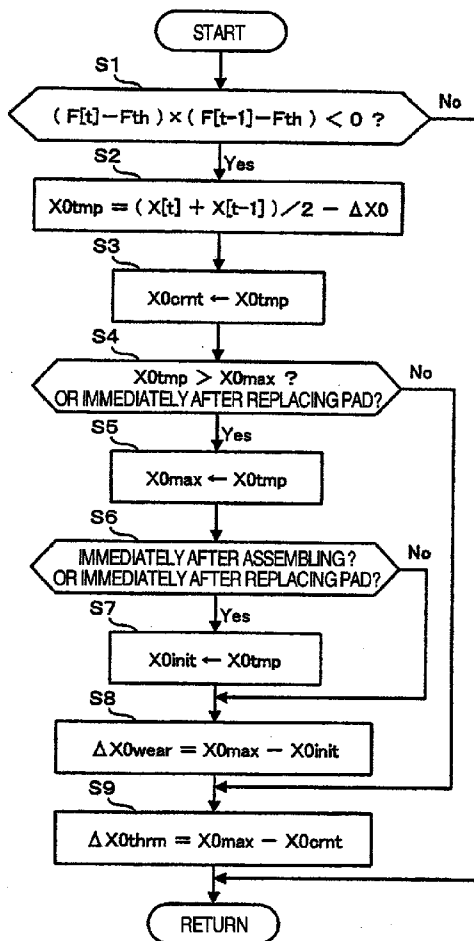 START
S1
( F[t]–Fth ) × ( F[t-1]–Fth ) < 0 ?
No
Yes
S2
X0tmp = ( X[t] + X[t-1] ) /2 − ΔX0
S3
X0crnt ← X0tmp
S4
X0tmp > X0max ?
OR IMMEDIATELY AFTER REPLACING PAD?
No
Yes
S5
X0max ← X0tmp
S6
IMMEDIATELY AFTER ASSEMBLING ?
OR IMMEDIATELY AFTER REPLACING PAD?
No
Yes
S7
X0init ← X0tmp
S8
ΔX0wear = X0max − X0init
S9
ΔX0thrm = X0max − X0crnt
RETURN